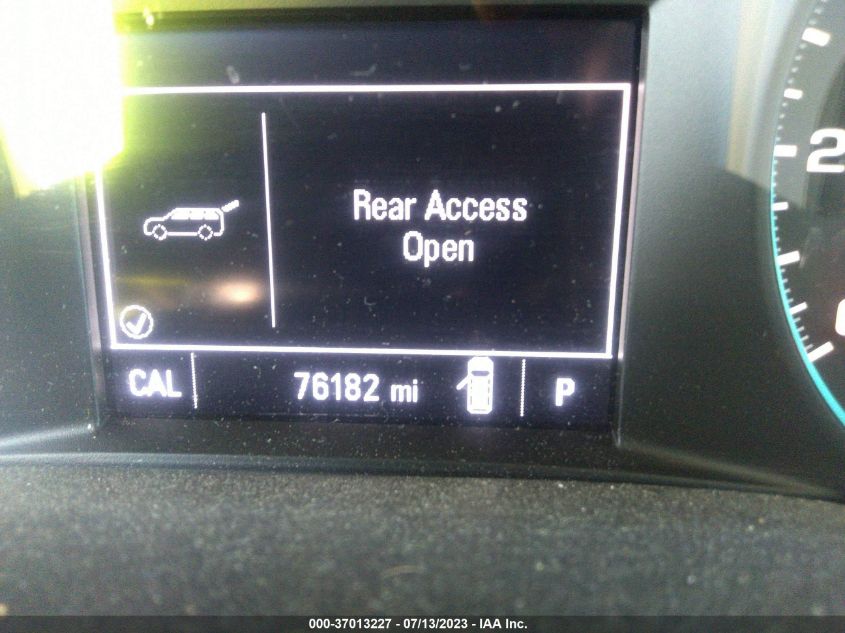 Rear Access
Open
CAL 76182 mi P
2
000-37013227 - 07/13/2023 - IAA Inc.